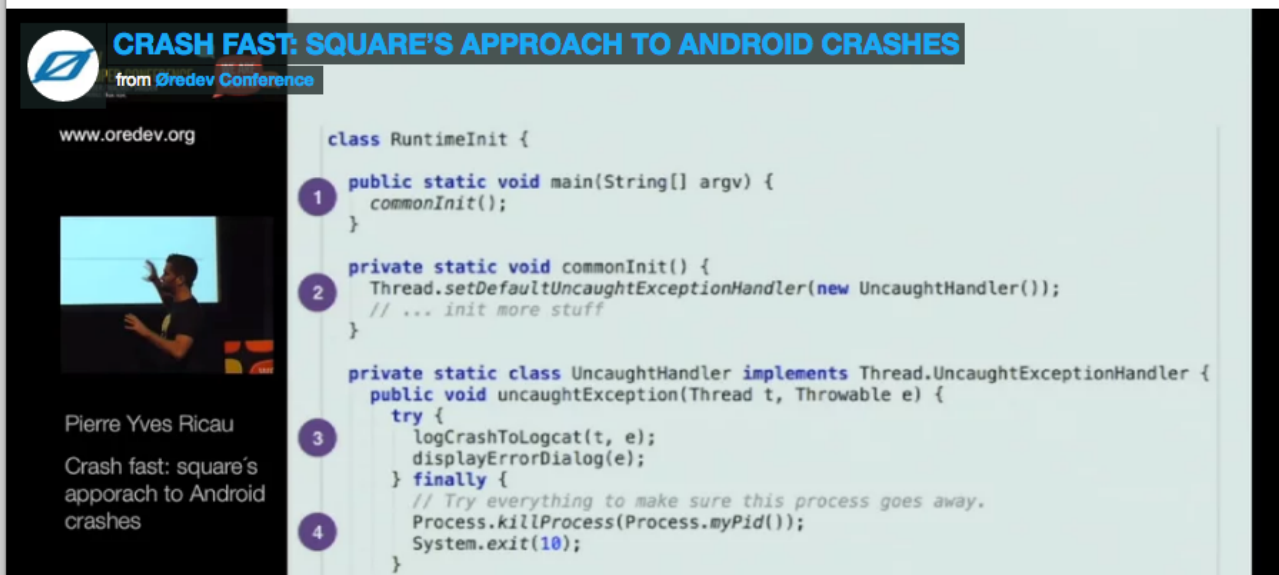 CRASH FAST: SQUARE'S APPROACH TO ANDROID CRASHES
from Øredev Conference
www.oredev.org
class RuntimeInit {
public static void main(String[] argv) {
1
commonInit();
}
private static void commonInit() {
2
Thread.setDefaultUncaughtExceptionHandler(new UncaughtHandler());
// ... init more stuff
}
private static class UncaughtHandler implements Thread.UncaughtExceptionHandler {
public void uncaughtException(Thread t, Throwable e) {
try {
3
logCrashToLogcat(t, e);
displayErrorDialog(e);
} finally {
// Try everything to make sure this process goes away.
4
Process.killProcess(Process.myPid());
System.exit(10);
}
Pierre Yves Ricau
Crash fast: square´s
apporach to Android
crashes